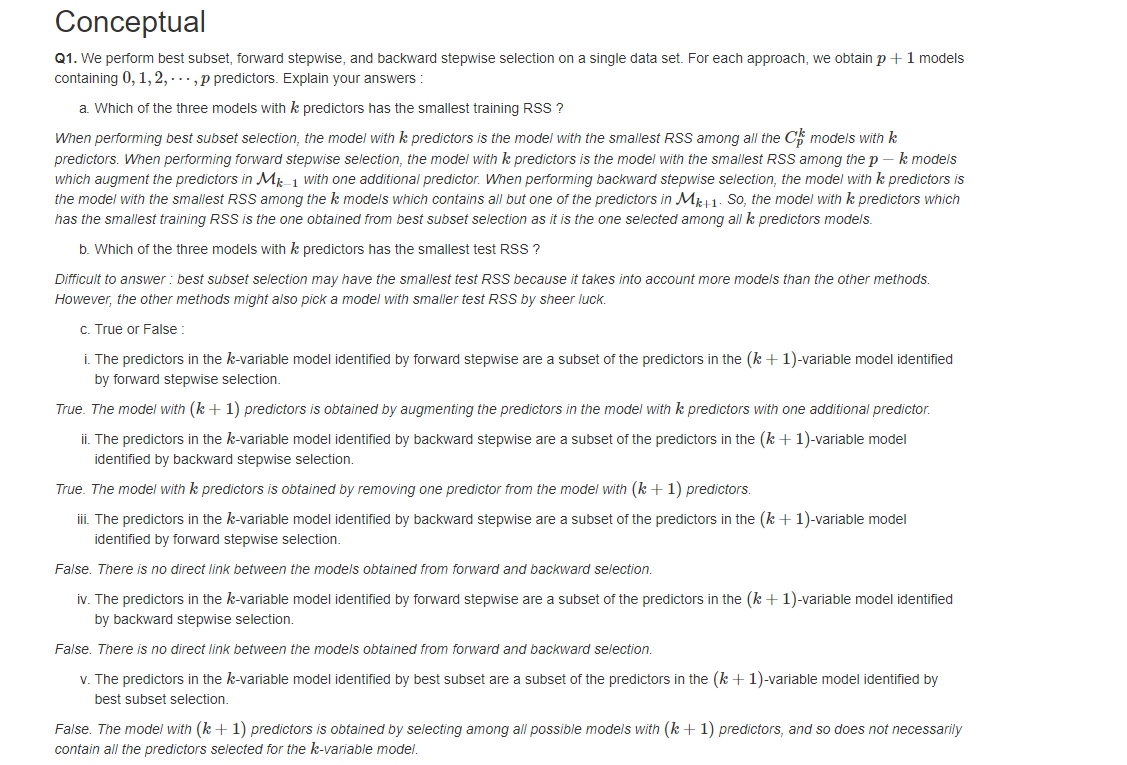 Conceptual
Q1. We perform best subset, forward stepwise, and backward stepwise selection on a single data set. For each approach, we obtain p + 1 models
containing 0, 1, 2, ⋯, p predictors. Explain your answers :
a. Which of the three models with k predictors has the smallest training RSS ?
When performing best subset selection, the model with k predictors is the model with the smallest RSS among all the C_p^k models with k
predictors. When performing forward stepwise selection, the model with k predictors is the model with the smallest RSS among the p − k models
which augment the predictors in M_{k−1} with one additional predictor. When performing backward stepwise selection, the model with k predictors is
the model with the smallest RSS among the k models which contains all but one of the predictors in M_{k+1}. So, the model with k predictors which
has the smallest training RSS is the one obtained from best subset selection as it is the one selected among all k predictors models.
b. Which of the three models with k predictors has the smallest test RSS ?
Difficult to answer : best subset selection may have the smallest test RSS because it takes into account more models than the other methods.
However, the other methods might also pick a model with smaller test RSS by sheer luck.
c. True or False :
i. The predictors in the k-variable model identified by forward stepwise are a subset of the predictors in the (k + 1)-variable model identified
by forward stepwise selection.
True. The model with (k + 1) predictors is obtained by augmenting the predictors in the model with k predictors with one additional predictor.
ii. The predictors in the k-variable model identified by backward stepwise are a subset of the predictors in the (k + 1)-variable model
identified by backward stepwise selection.
True. The model with k predictors is obtained by removing one predictor from the model with (k + 1) predictors.
iii. The predictors in the k-variable model identified by backward stepwise are a subset of the predictors in the (k + 1)-variable model
identified by forward stepwise selection.
False. There is no direct link between the models obtained from forward and backward selection.
iv. The predictors in the k-variable model identified by forward stepwise are a subset of the predictors in the (k + 1)-variable model identified
by backward stepwise selection.
False. There is no direct link between the models obtained from forward and backward selection.
v. The predictors in the k-variable model identified by best subset are a subset of the predictors in the (k + 1)-variable model identified by
best subset selection.
False. The model with (k + 1) predictors is obtained by selecting among all possible models with (k + 1) predictors, and so does not necessarily
contain all the predictors selected for the k-variable model.